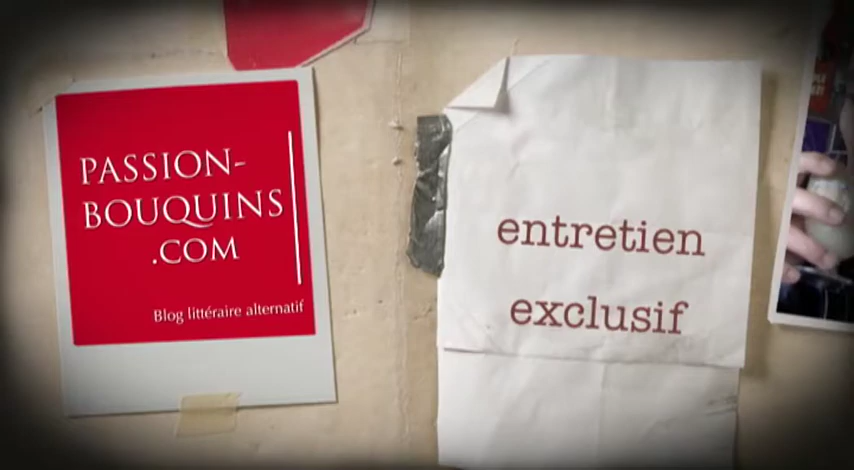 PASSION-
BOUQUINS
.COM
Blog littéraire alternatif
entretien
exclusif